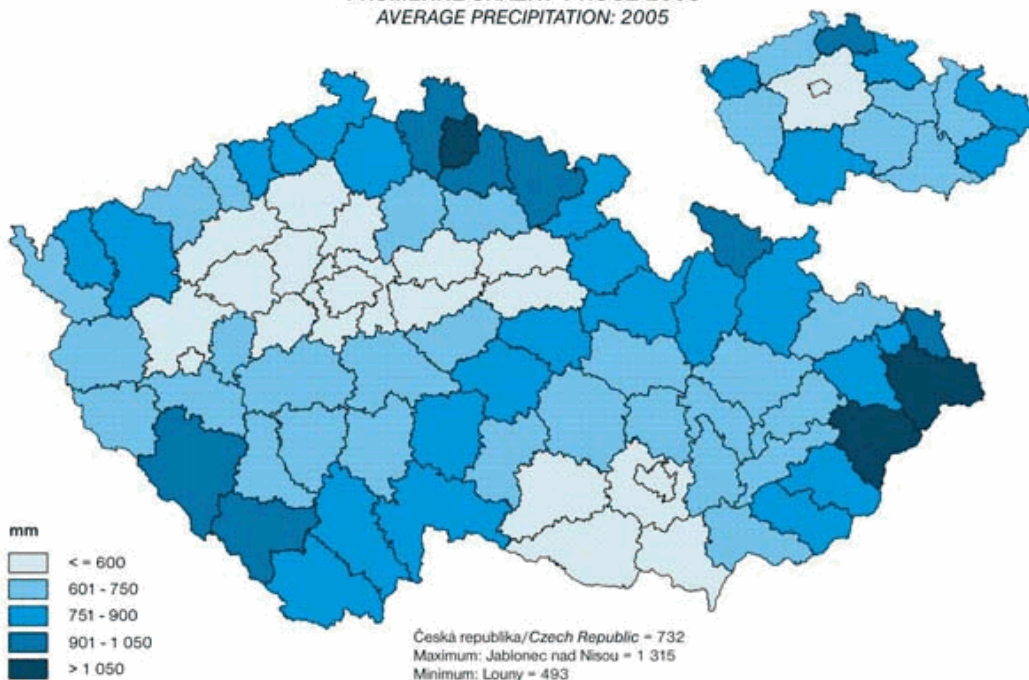 AVERAGE PRECIPITATION: 2005
mm
< = 600
601 - 750
751 - 900
901 - 1 050
> 1 050
Česká republika/Czech Republic = 732
Maximum: Jablonec nad Nisou = 1 315
Minimum: Louny = 493